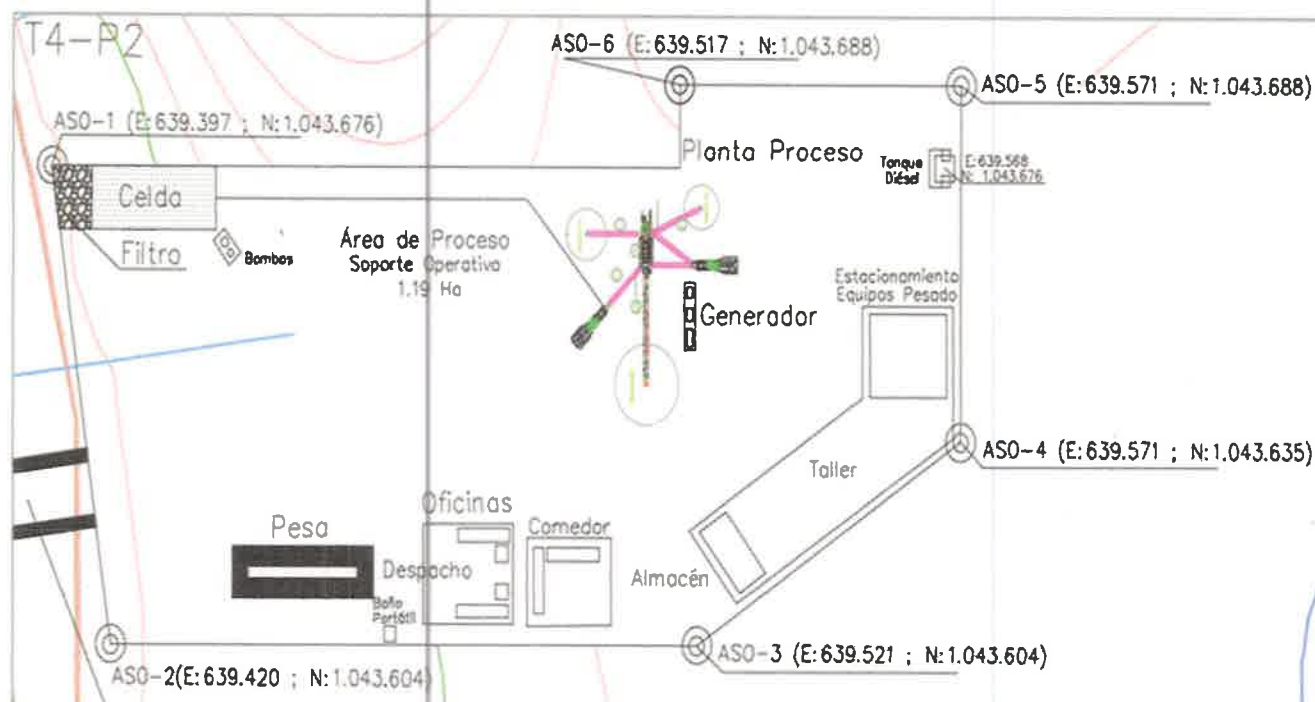 T4-P2
ASO-6 (E:639.517 ; N:1.043.688)
ASO-5 (E:639.571 ; N:1.043.688)
ASO-1 (E:639.397 ; N:1.043.676)
Planta Proceso
Tanque
Diésel
E:639.568
N: 1.043.676
Celda
Filtro
Bombas
Área de Proceso
Soporte Operativo
1.19 Ha
Estacionamiento
Equipos Pesado
Generador
ASO-4 (E:639.571 ; N:1.043.635)
Taller
Oficinas
Pesa
Comedor
Despacho
Almacén
Baño
Portátil
ASO-3 (E:639.521 ; N:1.043.604)
ASO-2(E:639.420 ; N:1.043.604)